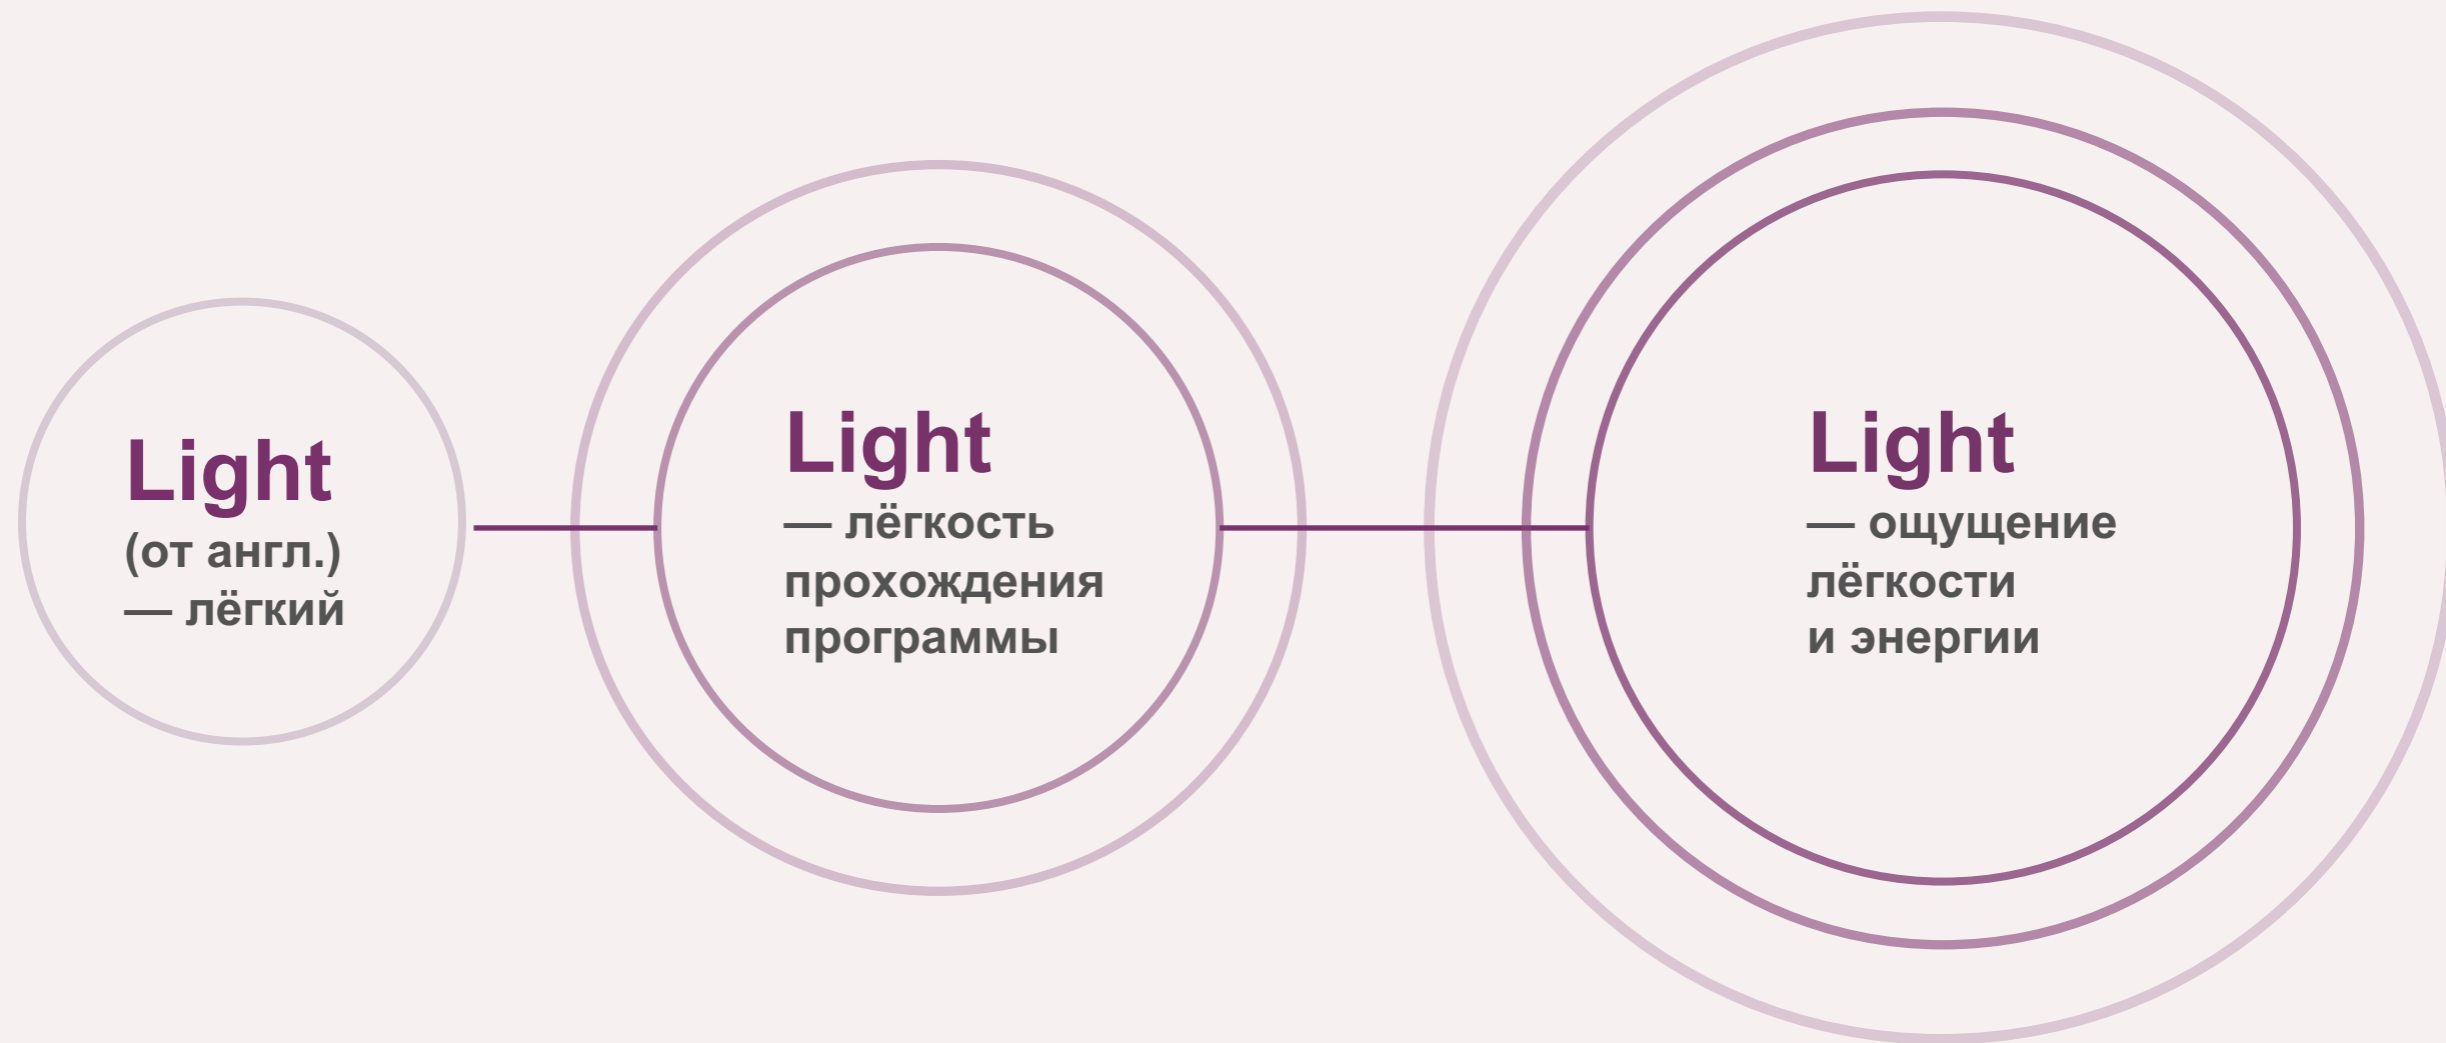 Light
(от англ.)
— лёгкий
Light
— лёгкость
прохождения
программы
Light
— ощущение
лёгкости
и энергии